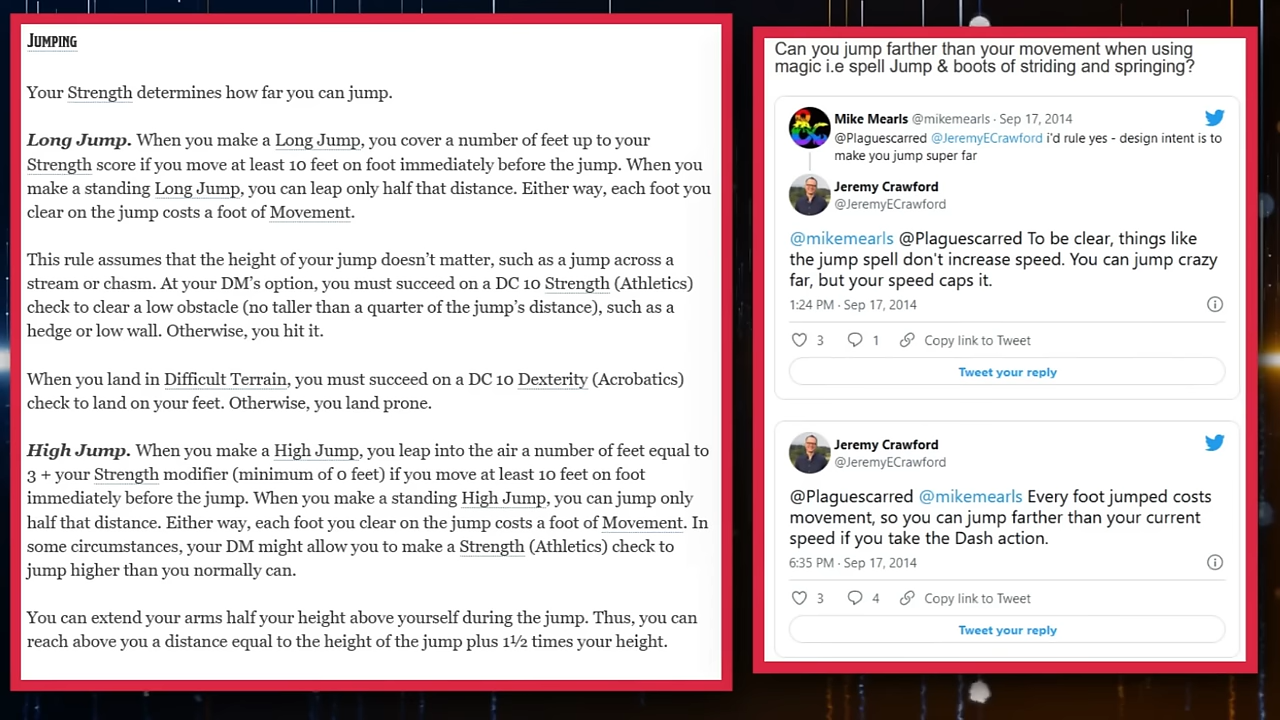 JUMPING
Your Strength determines how far you can jump.
Long Jump. When you make a Long Jump, you cover a number of feet up to your
Strength score if you move at least 10 feet on foot immediately before the jump. When you
make a standing Long Jump, you can leap only half that distance. Either way, each foot you
clear on the jump costs a foot of Movement.
This rule assumes that the height of your jump doesn’t matter, such as a jump across a
stream or chasm. At your DM’s option, you must succeed on a DC 10 Strength (Athletics)
check to clear a low obstacle (no taller than a quarter of the jump’s distance), such as a
hedge or low wall. Otherwise, you hit it.
When you land in Difficult Terrain, you must succeed on a DC 10 Dexterity (Acrobatics)
check to land on your feet. Otherwise, you land prone.
High Jump. When you make a High Jump, you leap into the air a number of feet equal to
3 + your Strength modifier (minimum of 0 feet) if you move at least 10 feet on foot
immediately before the jump. When you make a standing High Jump, you can jump only
half that distance. Either way, each foot you clear on the jump costs a foot of Movement. In
some circumstances, your DM might allow you to make a Strength (Athletics) check to
jump higher than you normally can.
You can extend your arms half your height above yourself during the jump. Thus, you can
reach above you a distance equal to the height of the jump plus 1½ times your height.
Can you jump farther than your movement when using
magic i.e spell Jump & boots of striding and springing?
Mike Mearls @mikemearls · Sep 17, 2014
@Plaguescarred @JeremyECrawford i'd rule yes - design intent is to
make you jump super far
Jeremy Crawford
@JeremyECrawford
@mikemearls @Plaguescarred To be clear, things like
the jump spell don't increase speed. You can jump crazy
far, but your speed caps it.
1:24 PM · Sep 17, 2014
3 1 Copy link to Tweet
Tweet your reply
Jeremy Crawford
@JeremyECrawford
@Plaguescarred @mikemearls Every foot jumped costs
movement, so you can jump farther than your current
speed if you take the Dash action.
6:35 PM · Sep 17, 2014
3 4 Copy link to Tweet
Tweet your reply